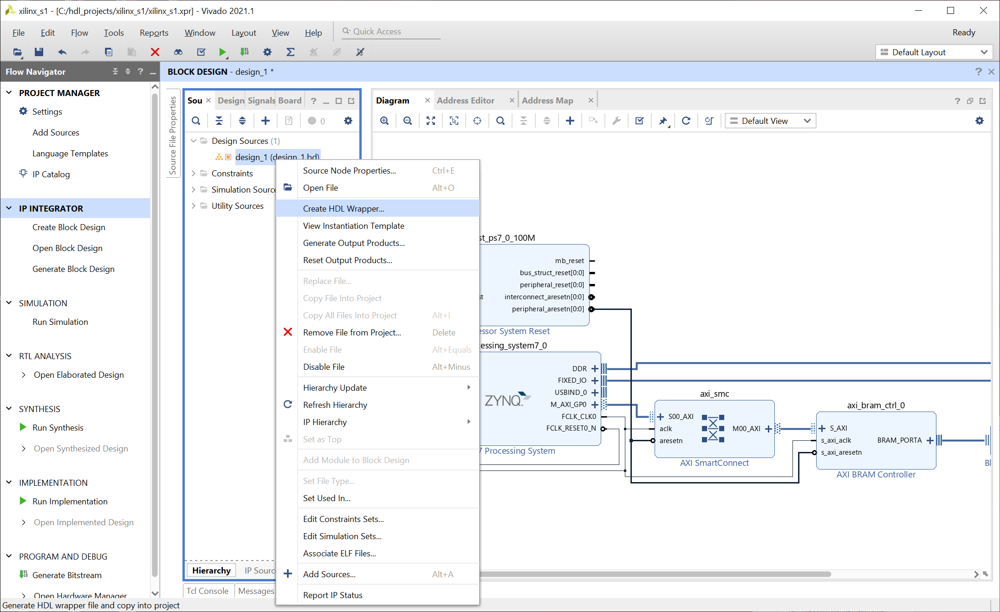 xilinx_s1 - [C:/hdl_projects/xilinx_s1/xilinx_s1.xpr] - Vivado 2021.1
File Edit Flow Tools Reports Window Layout View Help Quick Access Ready
Default Layout
Flow Navigator
BLOCK DESIGN - design_1 *
PROJECT MANAGER
Settings
Add Sources
Language Templates
IP Catalog
IP INTEGRATOR
Create Block Design
Open Block Design
Generate Block Design
SIMULATION
Run Simulation
RTL ANALYSIS
Open Elaborated Design
SYNTHESIS
Run Synthesis
Open Synthesized Design
IMPLEMENTATION
Run Implementation
Open Implemented Design
PROGRAM AND DEBUG
Generate Bitstream
Open Hardware Manager
Source File Properties
Sou Design Signals Board
0
Design Sources (1)
design_1 (design_1.bd)
Constraints
Simulation Source
Utility Sources
Hierarchy IP Sourc
Tcl Console Messages
Source Node Properties... Ctrl+E
Open File Alt+O
Create HDL Wrapper...
View Instantiation Template
Generate Output Products...
Reset Output Products...
Replace File...
Copy File Into Project
Copy All Files Into Project Alt+I
Remove File from Project... Delete
Enable File Alt+Equals
Disable File Alt+Minus
Hierarchy Update
Refresh Hierarchy
IP Hierarchy
Set as Top
Add Module to Block Design
Set File Type...
Set Used In...
Edit Constraints Sets...
Edit Simulation Sets...
Associate ELF Files...
Add Sources... Alt+A
Report IP Status
Diagram Address Editor Address Map
Default View
st_ps7_0_100M
mb_reset
bus_struct_reset[0:0]
peripheral_reset[0:0]
st interconnect_aresetn[0:0]
peripheral_aresetn[0:0]
essor System Reset
essing_system7_0
DDR
FIXED_IO
USBIND_0
M_AXI_GP0
FCLK_CLK0
FCLK_RESET0_N
ZYNQ
7 Processing System
axi_smc
S00_AXI
aclk
aresetn
M00_AXI
AXI SmartConnect
axi_bram_ctrl_0
S_AXI
s_axi_aclk
s_axi_aresetn
BRAM_PORTA
AXI BRAM Controller
Bl
Generate HDL wrapper file and copy into project